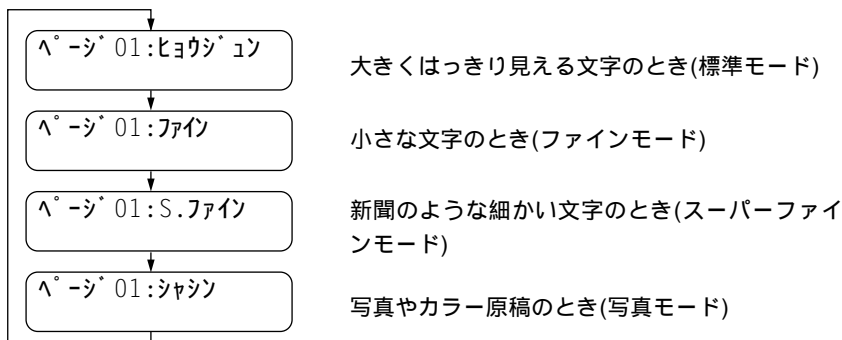 ﾍﾟｰｼﾞ01:ﾋｮｳｼﾞｭﾝ
大きくはっきり見える文字のとき(標準モード)
ﾍﾟｰｼﾞ01:ﾌｧｲﾝ
小さな文字のとき(ファインモード)
ﾍﾟｰｼﾞ01:S.ﾌｧｲﾝ
新聞のような細かい文字のとき(スーパーファイ
ンモード)
ﾍﾟｰｼﾞ01:ｼｬｼﾝ
写真やカラー原稿のとき(写真モード)